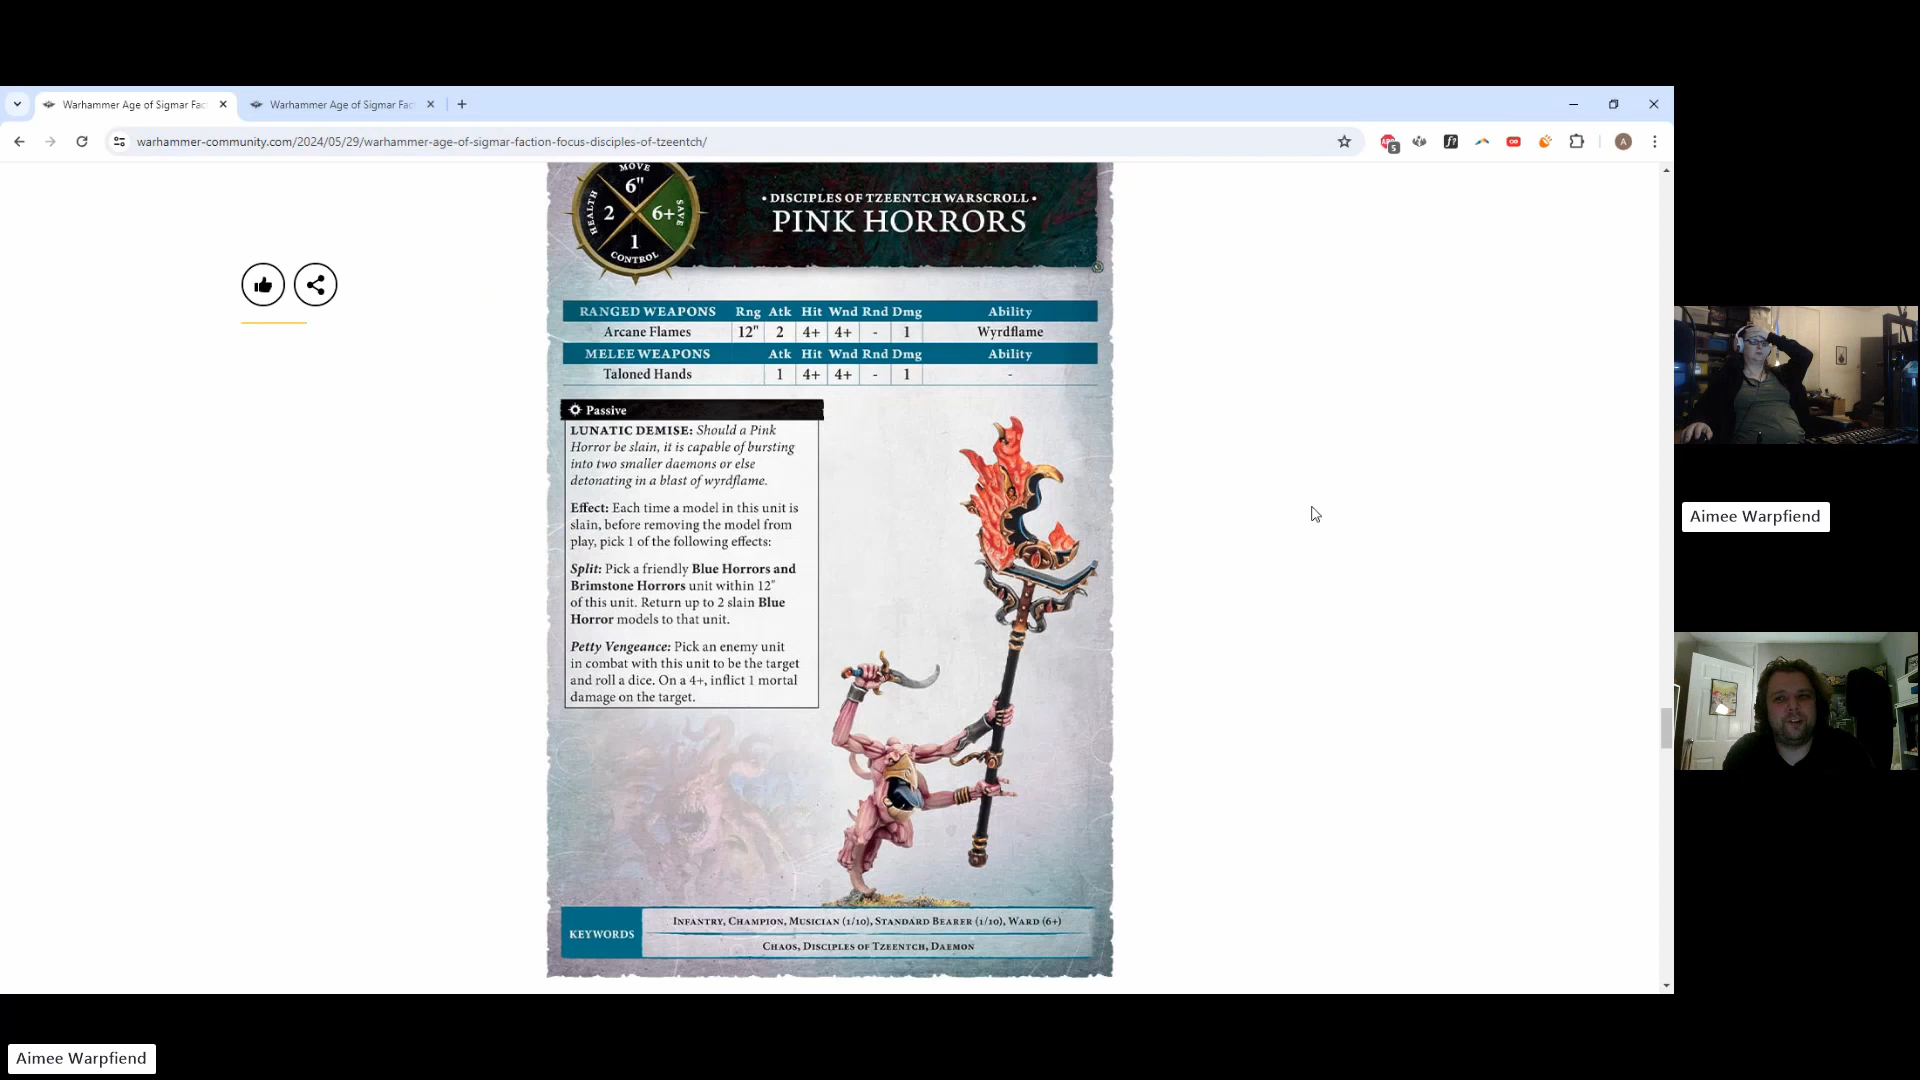 Warhammer Age of Sigmar Fac
Warhammer Age of Sigmar Fac
warhammer-community.com/2024/05/29/warhammer-age-of-sigmar-faction-focus-disciples-of-tzeentch/
MOVE
6"
HEALTH
2
6+
SAVE
1
CONTROL
• DISCIPLES OF TZEENTCH WARSCROLL •
PINK HORRORS
RANGED WEAPONS Rng Atk Hit Wnd Rnd Dmg Ability
Arcane Flames 12" 2 4+ 4+ - 1 Wyrdflame
MELEE WEAPONS Atk Hit Wnd Rnd Dmg Ability
Taloned Hands 1 4+ 4+ - 1 -
Passive
LUNATIC DEMISE: Should a Pink
Horror be slain, it is capable of bursting
into two smaller daemons or else
detonating in a blast of wyrdflame.
Effect: Each time a model in this unit is
slain, before removing the model from
play, pick 1 of the following effects:
Split: Pick a friendly Blue Horrors and
Brimstone Horrors unit within 12"
of this unit. Return up to 2 slain Blue
Horror models to that unit.
Petty Vengeance: Pick an enemy unit
in combat with this unit to be the target
and roll a dice. On a 4+, inflict 1 mortal
damage on the target.
KEYWORDS
INFANTRY, CHAMPION, MUSICIAN (1/10), STANDARD BEARER (1/10), WARD (6+)
CHAOS, DISCIPLES OF TZEENTCH, DAEMON
Aimee Warpfiend
Aimee Warpfiend